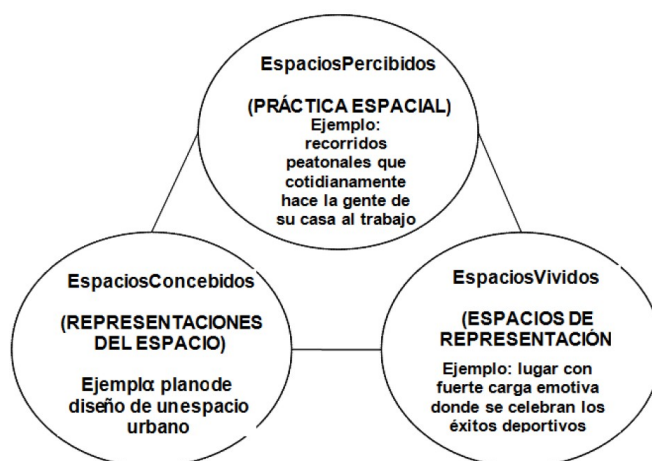 EspaciosPercibidos
(PRÁCTICA ESPACIAL)
Ejemplo:
recorridos
peatonales que
cotidianamente
hace la gente de
su casa al trabajo
EspaciosConcebidos
(REPRESENTACIONES
DEL ESPACIO)
Ejemplo: planode
diseño de unespacio
urbano
EspaciosVividos
(ESPACIOS DE
REPRESENTACIÓN
Ejemplo: lugar con
fuerte carga emotiva
donde se celebran los
éxitos deportivos